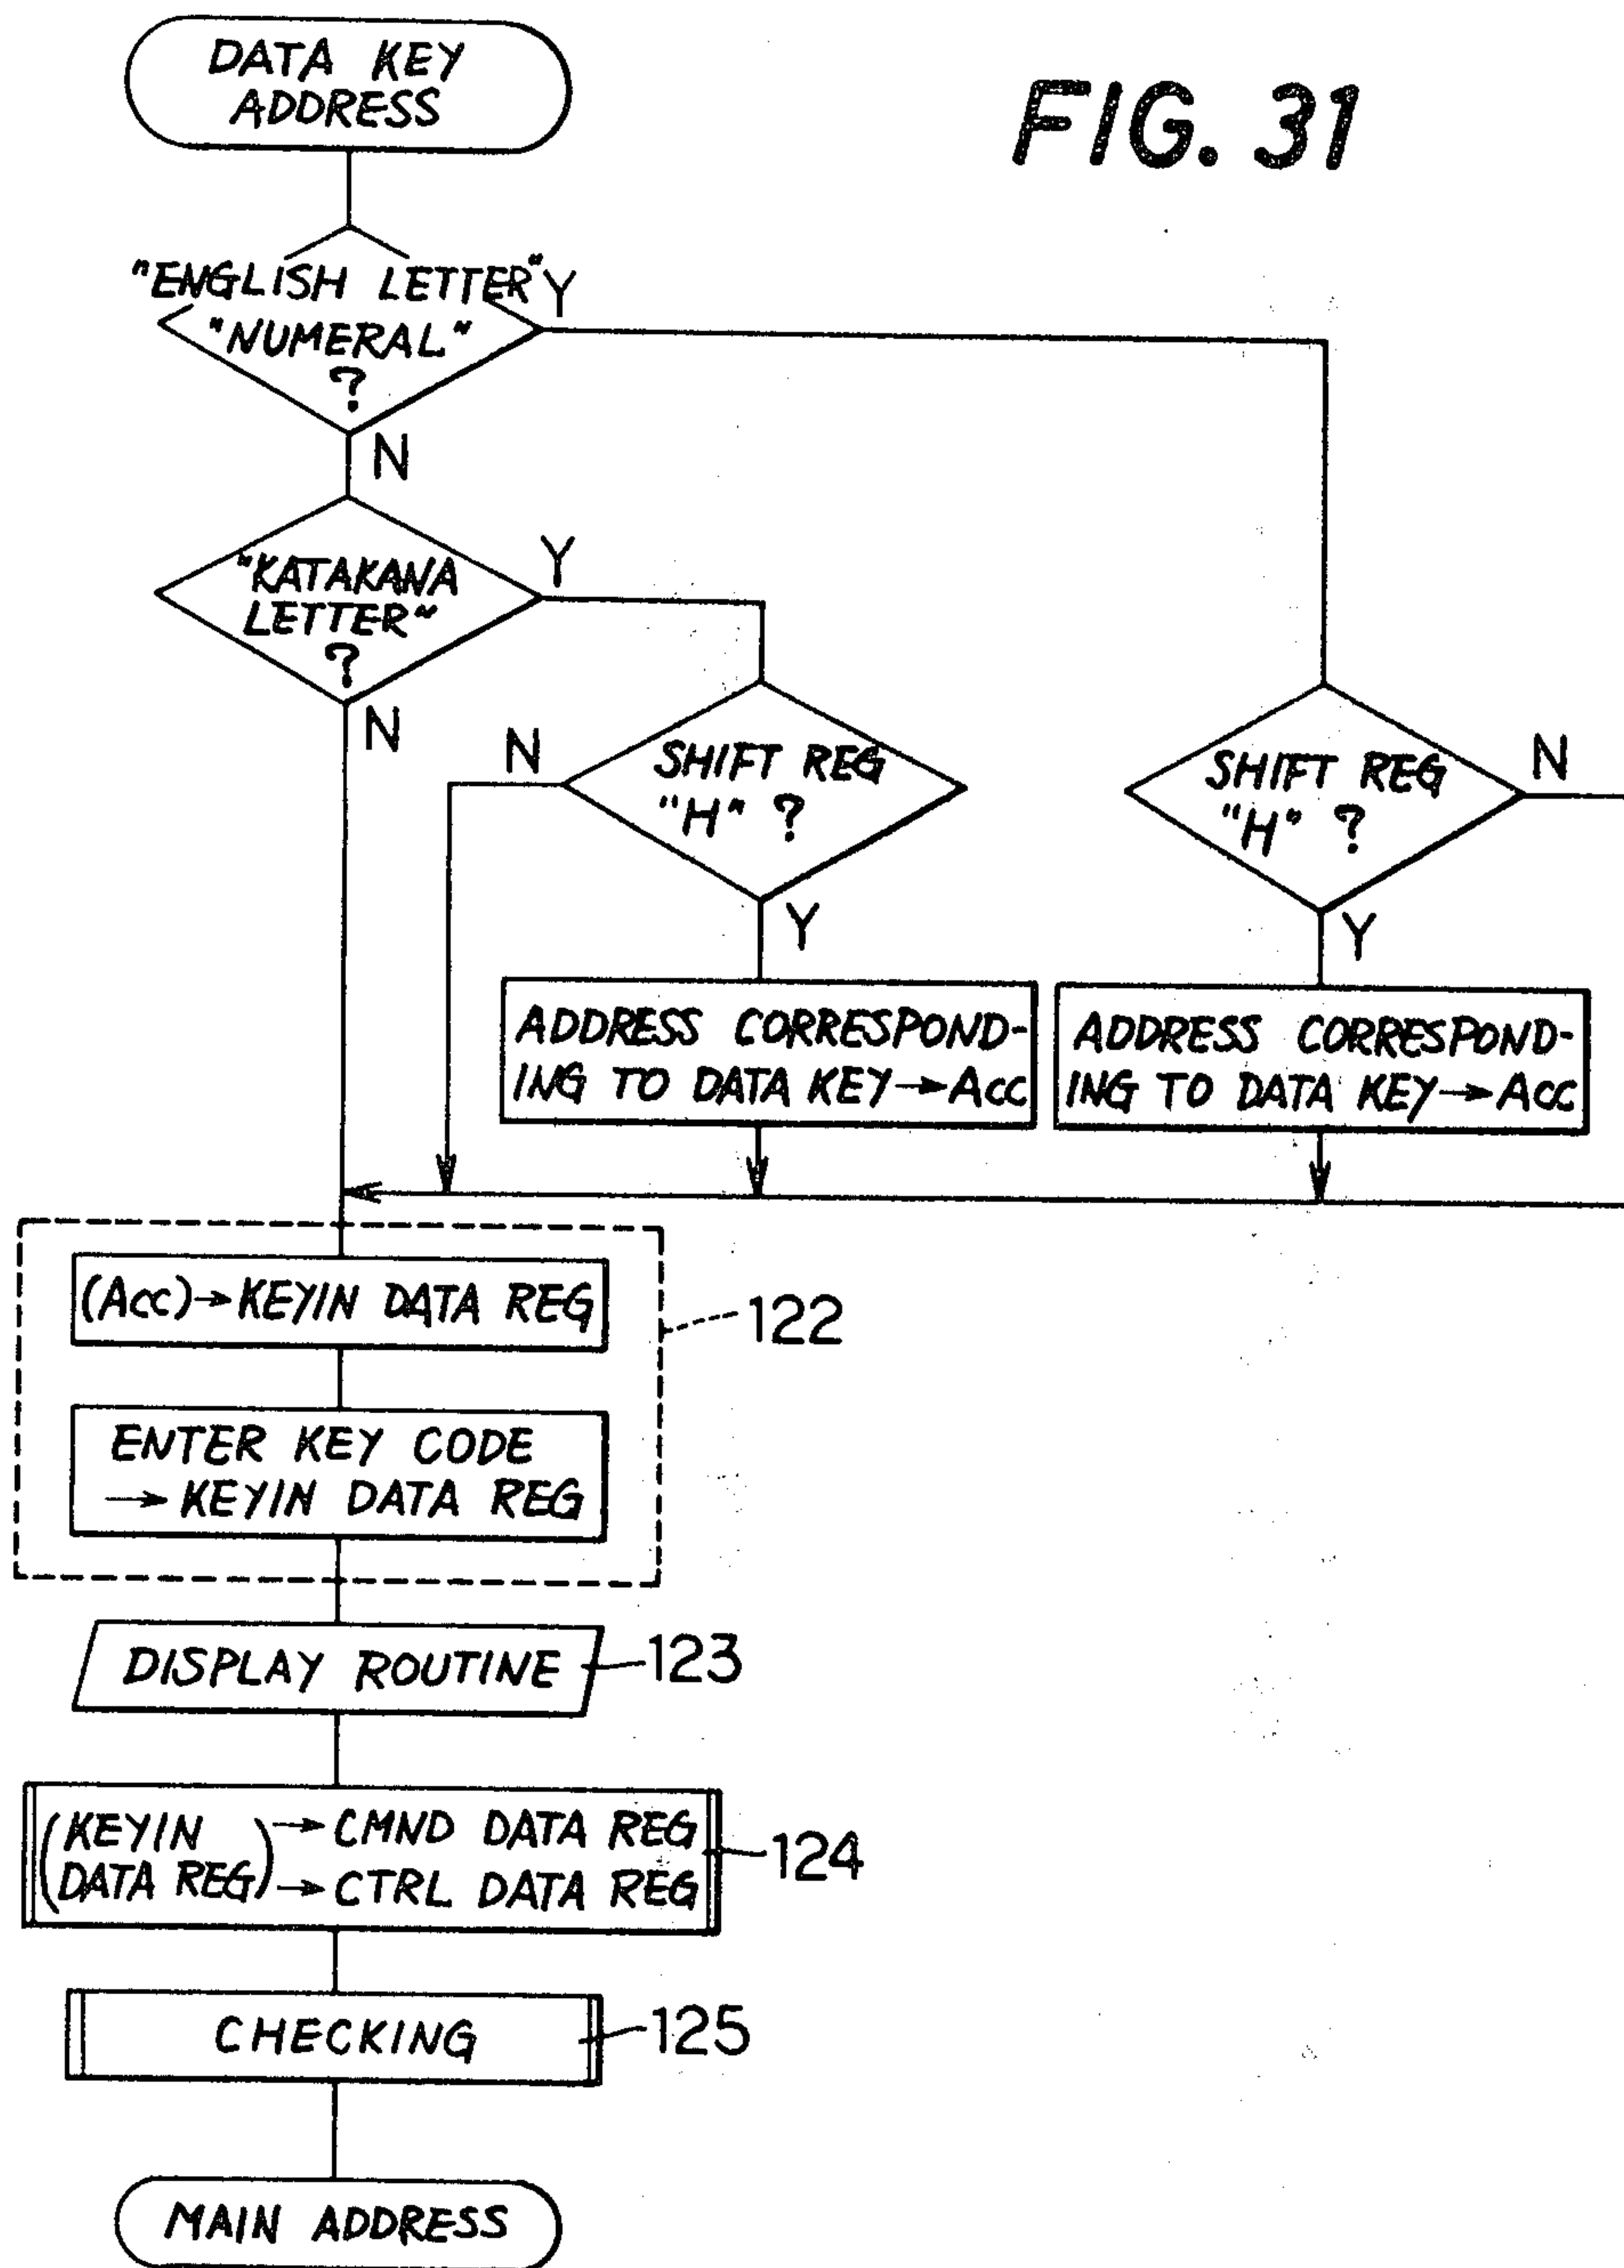 DATA KEY
ADDRESS
FIG. 31
"ENGLISH LETTER"
"NUMERAL"
?
Y
N
"KATAKANA
LETTER"
?
Y
N
SHIFT REG
"H" ?
N
Y
SHIFT REG
"H" ?
N
Y
ADDRESS CORRESPOND-
ING TO DATA KEY→ACC
ADDRESS CORRESPOND-
ING TO DATA KEY→ACC
(ACC)→KEYIN DATA REG
122
ENTER KEY CODE
→KEYIN DATA REG
DISPLAY ROUTINE
123
(KEYIN
DATA REG)
→CMND DATA REG
→CTRL DATA REG
124
CHECKING
125
MAIN ADDRESS